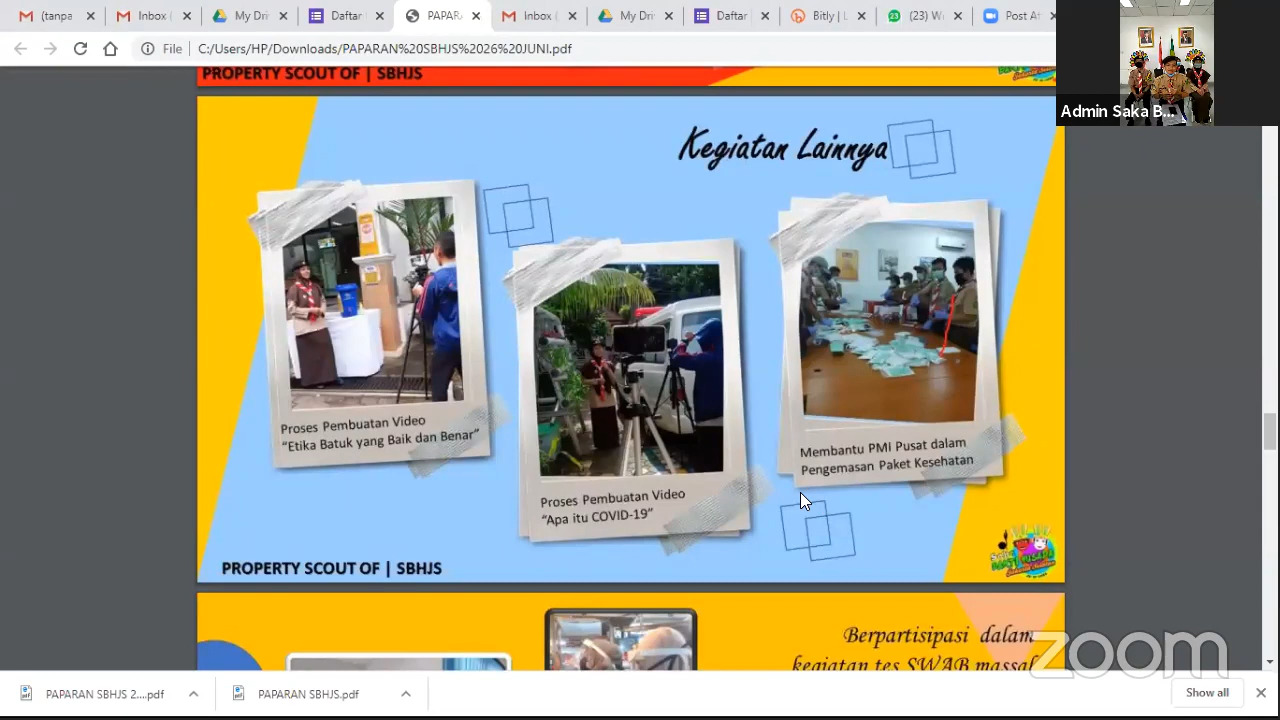 (tanpa
Inbox (
My Dri
Daftar
PAPAR
Inbox (
My Dri
Daftar
Bitly | L
(23) W
Post At
File
C:/Users/HP/Downloads/PAPARAN%20SBHJS%2026%20JUNI.pdf
Admin Saka B...
PROPERTY SCOUT OF | SBHJS
Kegiatan Lainnya
Proses Pembuatan Video
“Etika Batuk yang Baik dan Benar”
Proses Pembuatan Video
“Apa itu COVID-19”
Membantu PMI Pusat dalam
Pengemasan Paket Kesehatan
PROPERTY SCOUT OF | SBHJS
Berpartisipasi dalam
kegiatan tes SWAB massal
zoom
PAPARAN SBHJS 2....pdf
PAPARAN SBHJS.pdf
Show all